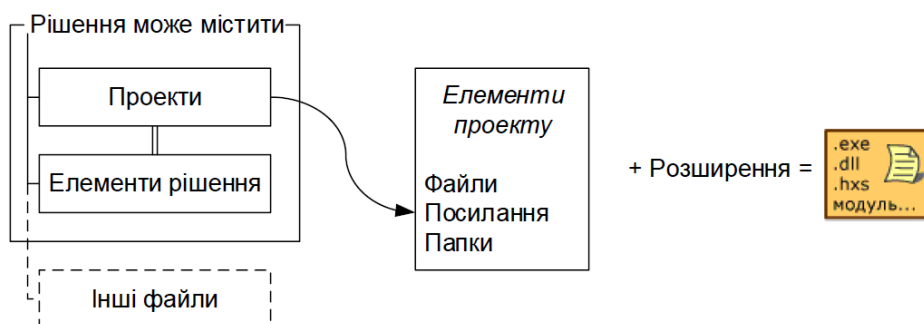 Рішення може містити
Проекти
Елементи рішення
Інші файли
Елементи
проекту
Файли
Посилання
Папки
+ Розширення =
.exe
.dll
.hxs
модуль...